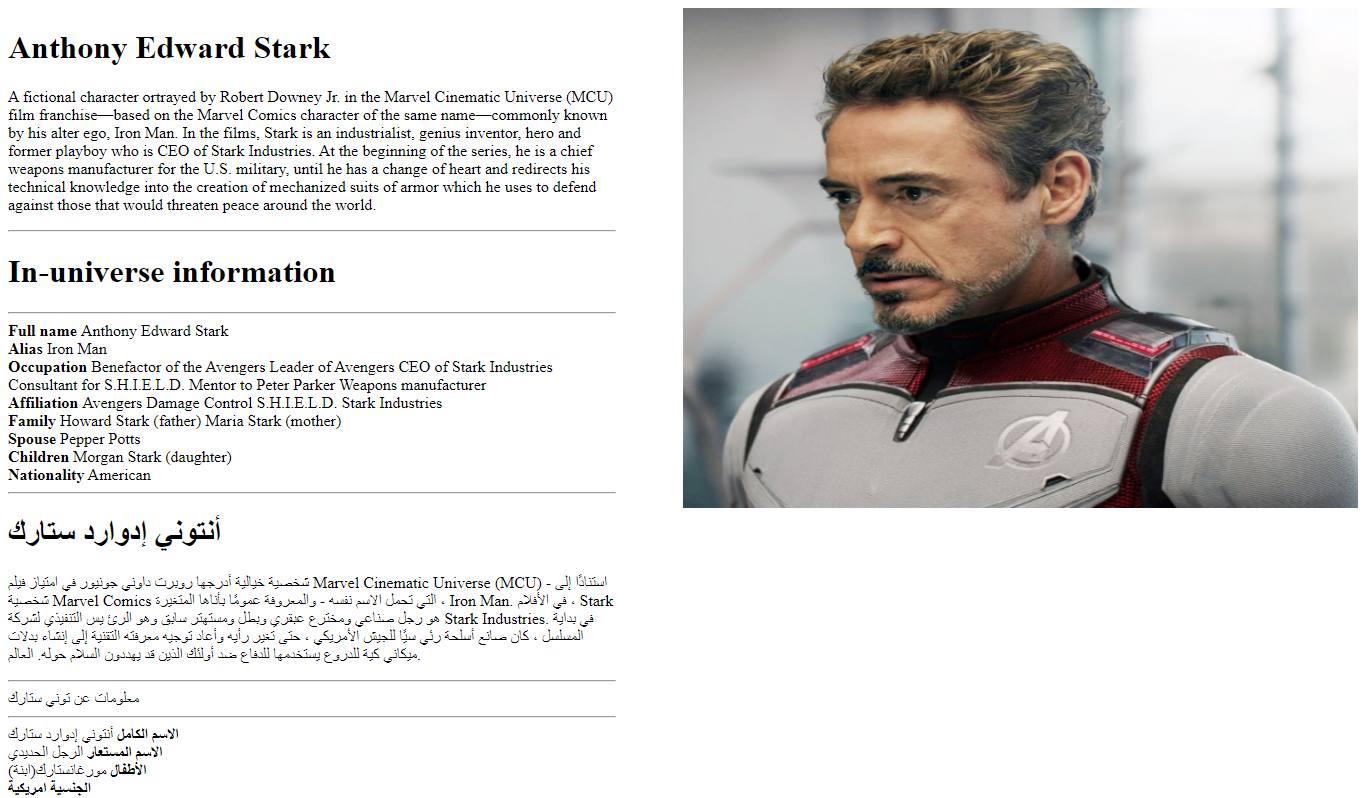 Anthony Edward Stark
A fictional character ortrayed by Robert Downey Jr. in the Marvel Cinematic Universe (MCU)
film franchise—based on the Marvel Comics character of the same name—commonly known
by his alter ego, Iron Man. In the films, Stark is an industrialist, genius inventor, hero and
former playboy who is CEO of Stark Industries. At the beginning of the series, he is a chief
weapons manufacturer for the U.S. military, until he has a change of heart and redirects his
technical knowledge into the creation of mechanized suits of armor which he uses to defend
against those that would threaten peace around the world.
In-universe information
Full name Anthony Edward Stark
Alias Iron Man
Occupation Benefactor of the Avengers Leader of Avengers CEO of Stark Industries
Consultant for S.H.I.E.L.D. Mentor to Peter Parker Weapons manufacturer
Affiliation Avengers Damage Control S.H.I.E.L.D. Stark Industries
Family Howard Stark (father) Maria Stark (mother)
Spouse Pepper Potts
Children Morgan Stark (daughter)
Nationality American
أنتوني إدوارد ستارك
شخصية خيالية أدرجها روبرت داوني جونيور في امتياز فيلم Marvel Cinematic Universe (MCU) - استنادًا إلى
شخصية Marvel Comics التي تحمل الاسم نفسه - والمعروفة عمومًا بأناها المتغيرة ، Iron Man. في الأفلام ، Stark
هو رجل صناعي ومخترع عبقري وبطل ومستهتر سابق وهو الرئ يس التنفيذي لشركة Stark Industries. في بداية
المسلسل ، كان صانع أسلحة رئي سيًا للجيش الأمريكي ، حتى تغير رأيه وأعاد توجيه معرفته التقنية إلى إنشاء بدلات
ميكاني كية للدروع يستخدمها للدفاع ضد أولئك الذين قد يهددون السلام حوله. العالم.
معلومات عن توني ستارك
الاسم الكامل أنتوني إدوارد ستارك
الاسم المستعار الرجل الحديدي
الأطفال مورغانستارك(ابنة)
الجنسية امريكية